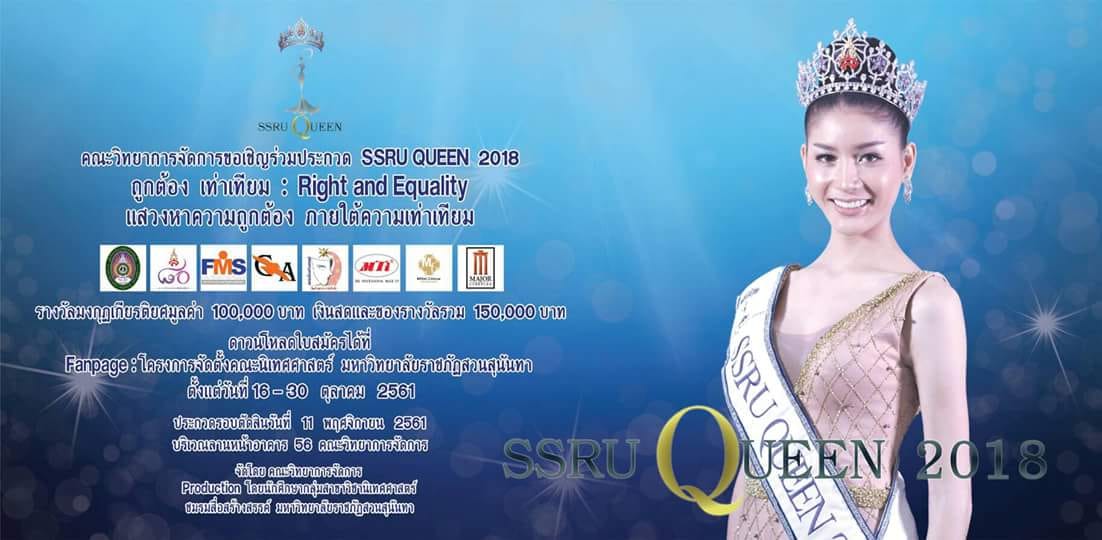 SSRU QUEEN
คณะวิทยาการจัดการขอเชิญร่วมประกวด SSRU QUEEN 2018
ถูกต้อง เท่าเทียม : Right and Equality
แสวงหาความถูกต้อง ภายใต้ความเท่าเทียม
FMS
MTI
MAJOR
รางวัลมงกุฎเกียรติยศมูลค่า 100,000 บาท เงินสดและของรางวัลรวม 150,000 บาท
ดาวน์โหลดใบสมัครได้ที่
Fanpage : โครงการจัดตั้งคณะนิเทศศาสตร์ มหาวิทยาลัยราชภัฏสวนสุนันทา
ตั้งแต่วันที่ 16 – 30 ตุลาคม 2561
ประกวดรอบตัดสินวันที่ 11 พฤศจิกายน 2561
บริเวณลานหน้าอาคาร 56 คณะวิทยาการจัดการ
จัดโดย คณะวิทยาการจัดการ
Production โดยนักศึกษากลุ่มสาขาวิชานิเทศศาสตร์
ชมรมสื่อสร้างสรรค์ มหาวิทยาลัยราชภัฏสวนสุนันทา
SSRU QUEEN
SSRU QUEEN 2018